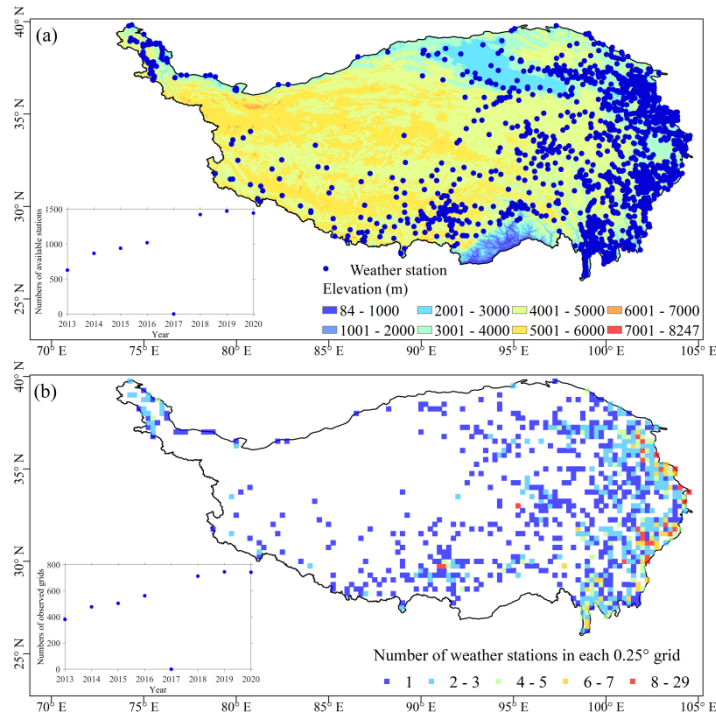 (a)
40° N
35° N
30° N
25° N
Numbers of available stations
1500
1000
500
0
2013 2014 2015 2016 2017 2018 2019 2020
Year
Weather station
Elevation (m)
84 - 1000 2001 - 3000 4001 - 5000 6001 - 7000
1001 - 2000 3001 - 4000 5001 - 6000 7001 - 8247
70° E 75° E 80° E 85° E 90° E 95° E 100° E 105° E
(b)
40° N
35° N
30° N
25° N
Numbers of observed grids
800
600
400
200
0
2013 2014 2015 2016 2017 2018 2019 2020
Year
Number of weather stations in each 0.25° grid
1 2 - 3 4 - 5 6 - 7 8 - 29
70° E 75° E 80° E 85° E 90° E 95° E 100° E 105° E